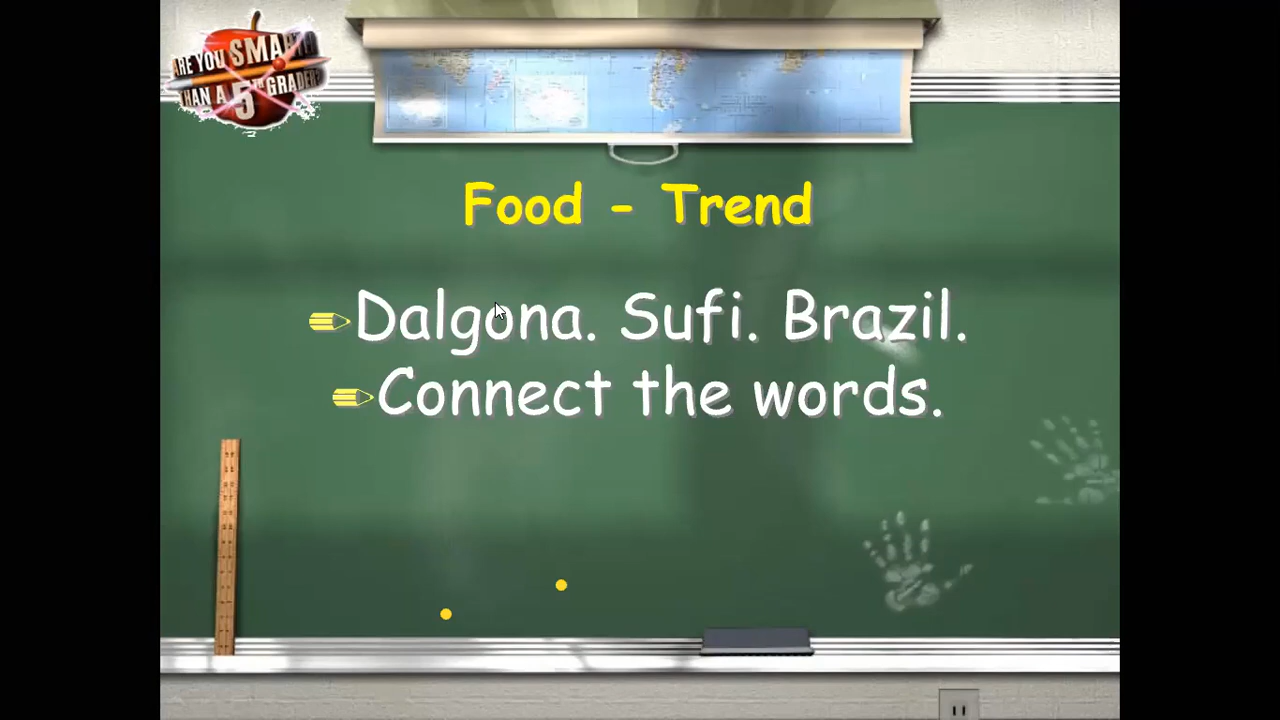 ARE YOU SMARTER
THAN A 5TH GRADER?
Food - Trend
Dalgona. Sufi. Brazil.
Connect the words.